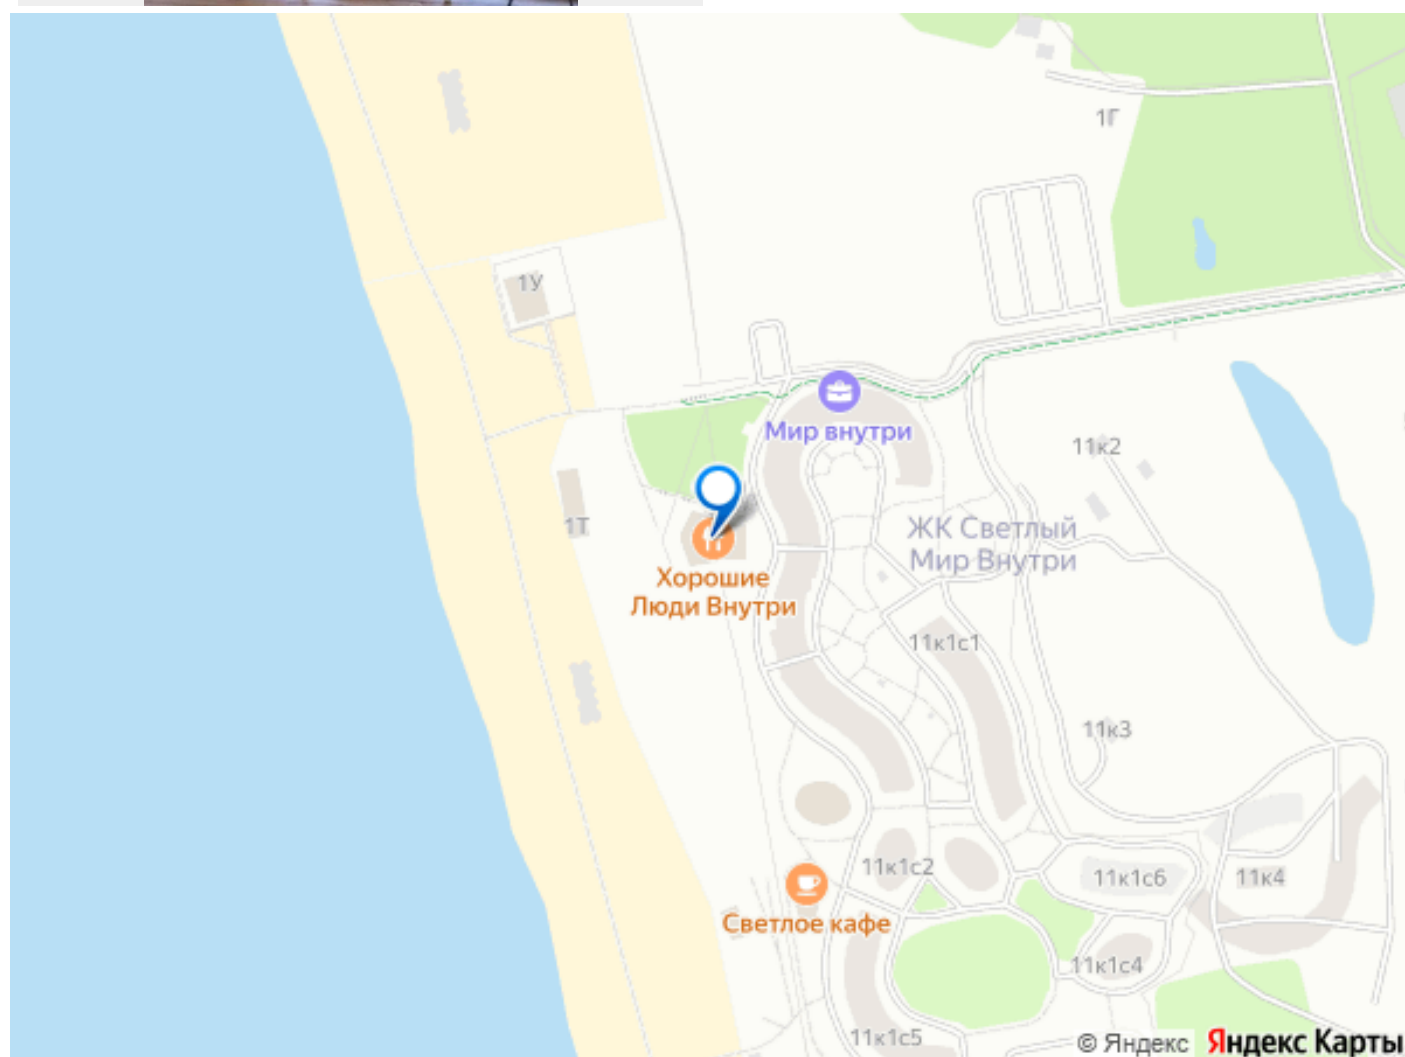 1Г
1У
Мир внутри
11к2
1Т
ЖК Светлый
Мир Внутри
Хорошие
Люди Внутри
11к1с1
11к3
11к1с2
11к1с6
11к4
Светлое кафе
11к1с4
11к1с5
© Яндекс Яндекс Карты